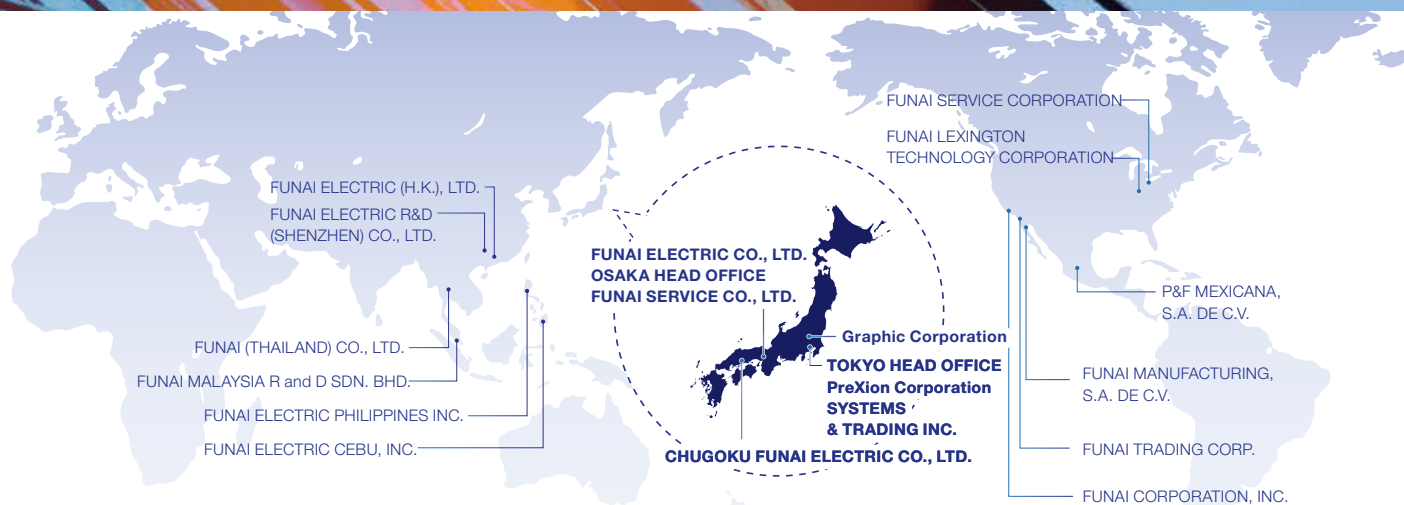 FUNAI SERVICE CORPORATION
FUNAI LEXINGTON
TECHNOLOGY CORPORATION
FUNAI ELECTRIC (H.K.), LTD.
FUNAI ELECTRIC R&D
(SHENZHEN) CO., LTD.
FUNAI ELECTRIC CO., LTD.
OSAKA HEAD OFFICE
FUNAI SERVICE CO., LTD.
P&F MEXICANA,
S.A. DE C.V.
Graphic Corporation
FUNAI (THAILAND) CO., LTD.
TOKYO HEAD OFFICE
PreXion Corporation
SYSTEMS
& TRADING INC.
FUNAI MALAYSIA R and D SDN. BHD.
FUNAI MANUFACTURING,
S.A. DE C.V.
FUNAI ELECTRIC PHILIPPINES INC.
FUNAI ELECTRIC CEBU, INC.
CHUGOKU FUNAI ELECTRIC CO., LTD.
FUNAI TRADING CORP.
FUNAI CORPORATION, INC.